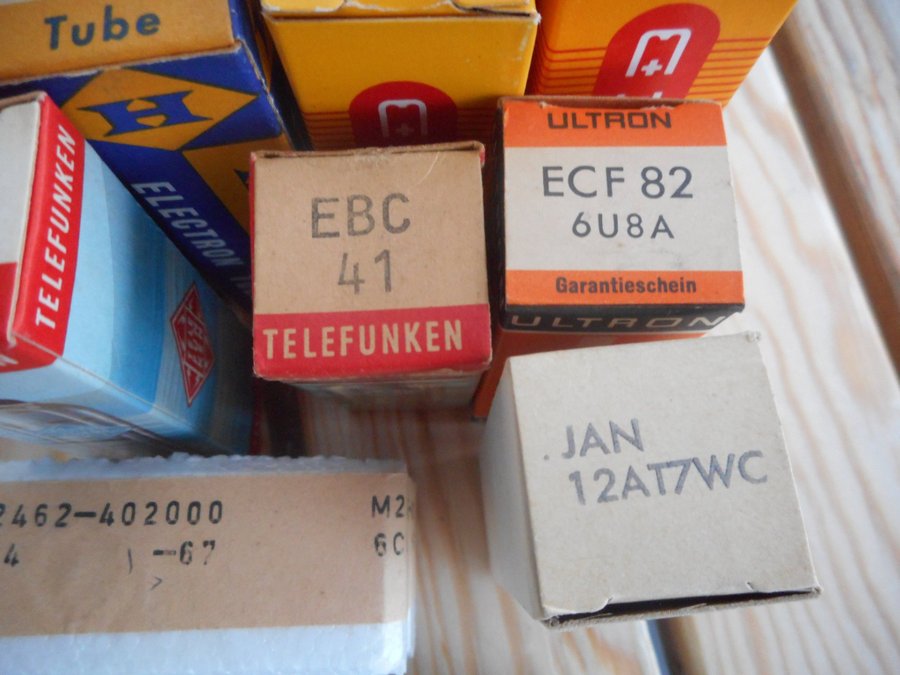 Tube
H
ELECTRON
TELEFUNKEN
EBC
41
TELEFUNKEN
ULTRON
ECF 82
6U8A
Garantieschein
ULTRON
JAN
12AT7WC
2462-402000
M2
4
-67
6C